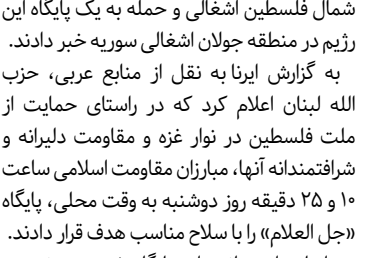 شمال فلسطین اشغالی و حمله به یک پایگاه این
رژیم در منطقه جولان اشغالی سوریه خبر دادند.
به گزارش ایرنا به نقل از منابع عربی، حزب
الله لبنان اعلام کرد که در راستای حمایت از
ملت فلسطین در نوار غزه و مقاومت دلیرانه و
شرافتمندانه آنها، مبارزان مقاومت اسلامی ساعت
۱۰ و ۲۵ دقیقه روز دوشنبه به وقت محلی، پایگاه
«جل العلام» را با سلاح مناسب هدف قرار دادند.